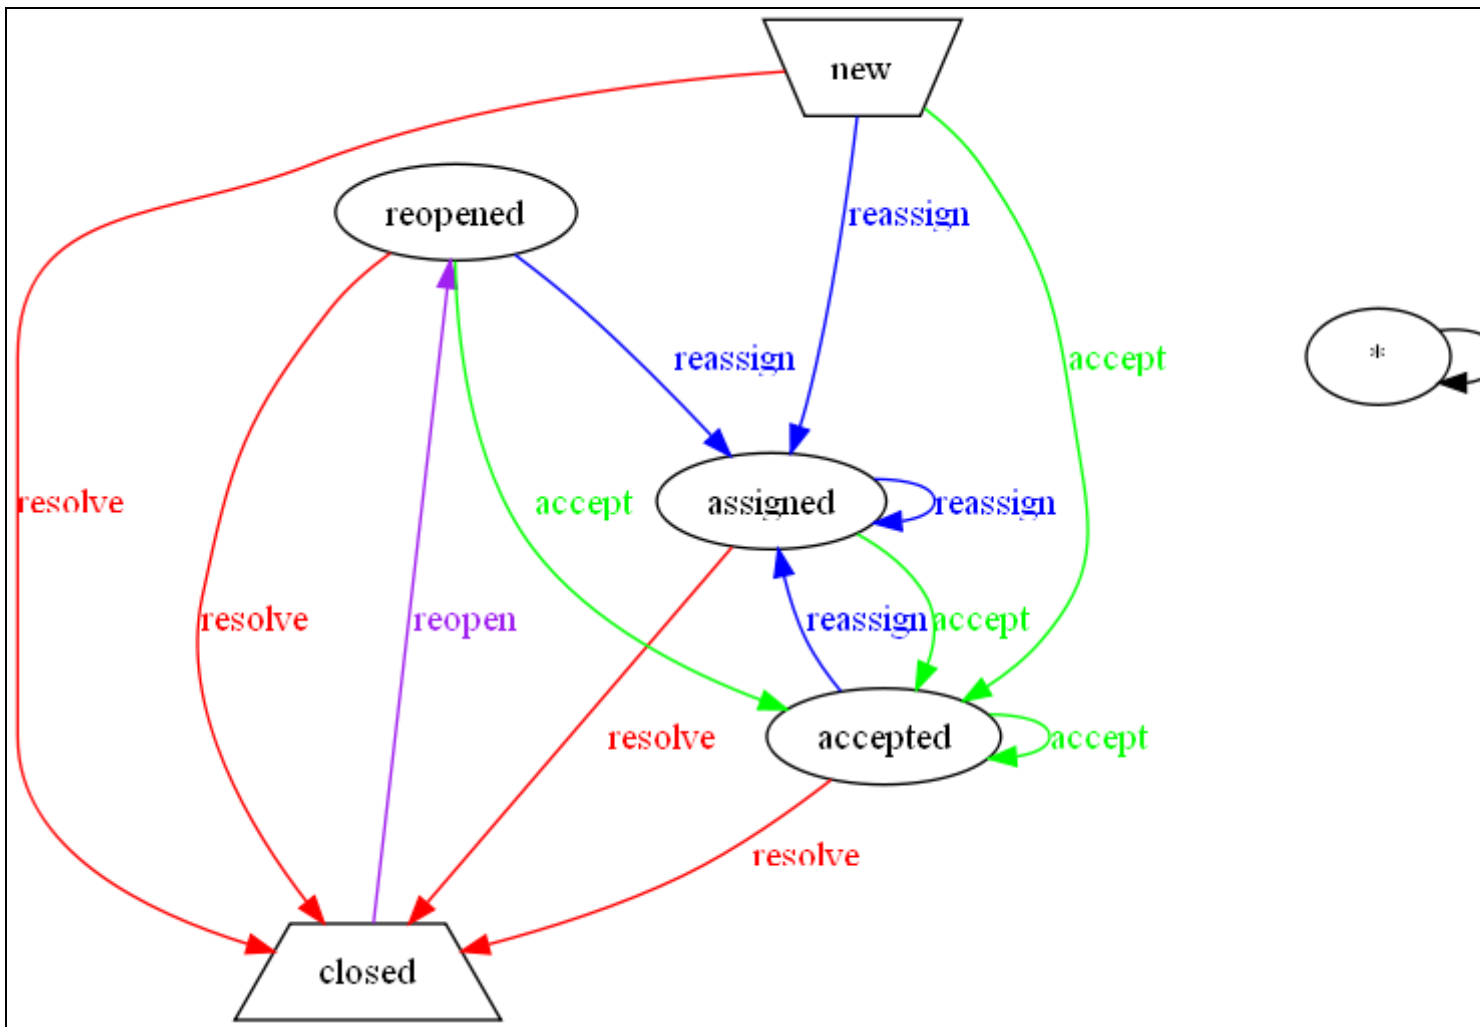 new
reopened
reassign
reassign
accept
*
resolve
accept
assigned
reassign
resolve
reopen
reassign
accept
resolve
accepted
accept
resolve
closed